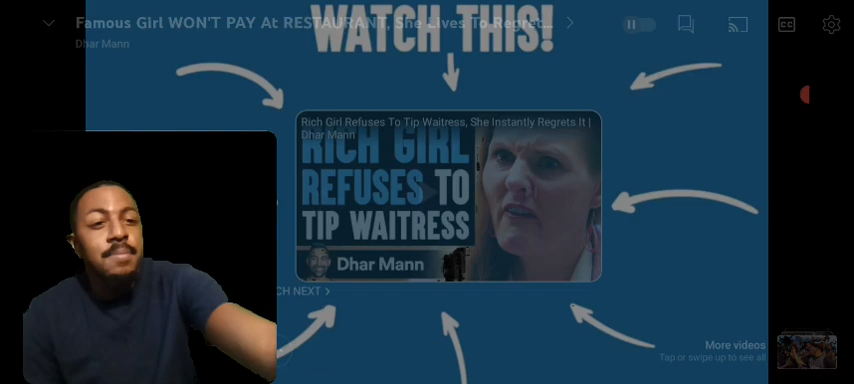 Famous Girl WON'T PAY At RESTAURANT, She Lives To Regret...
Dhar Mann
WATCH THIS!
Rich Girl Refuses To Tip Waitress, She Instantly Regrets It |
Dhar Mann
RICH GIRL
REFUSES TO
TIP WAITRESS
Dhar Mann
CH NEXT
More videos
Tap or swipe up to see all
CC